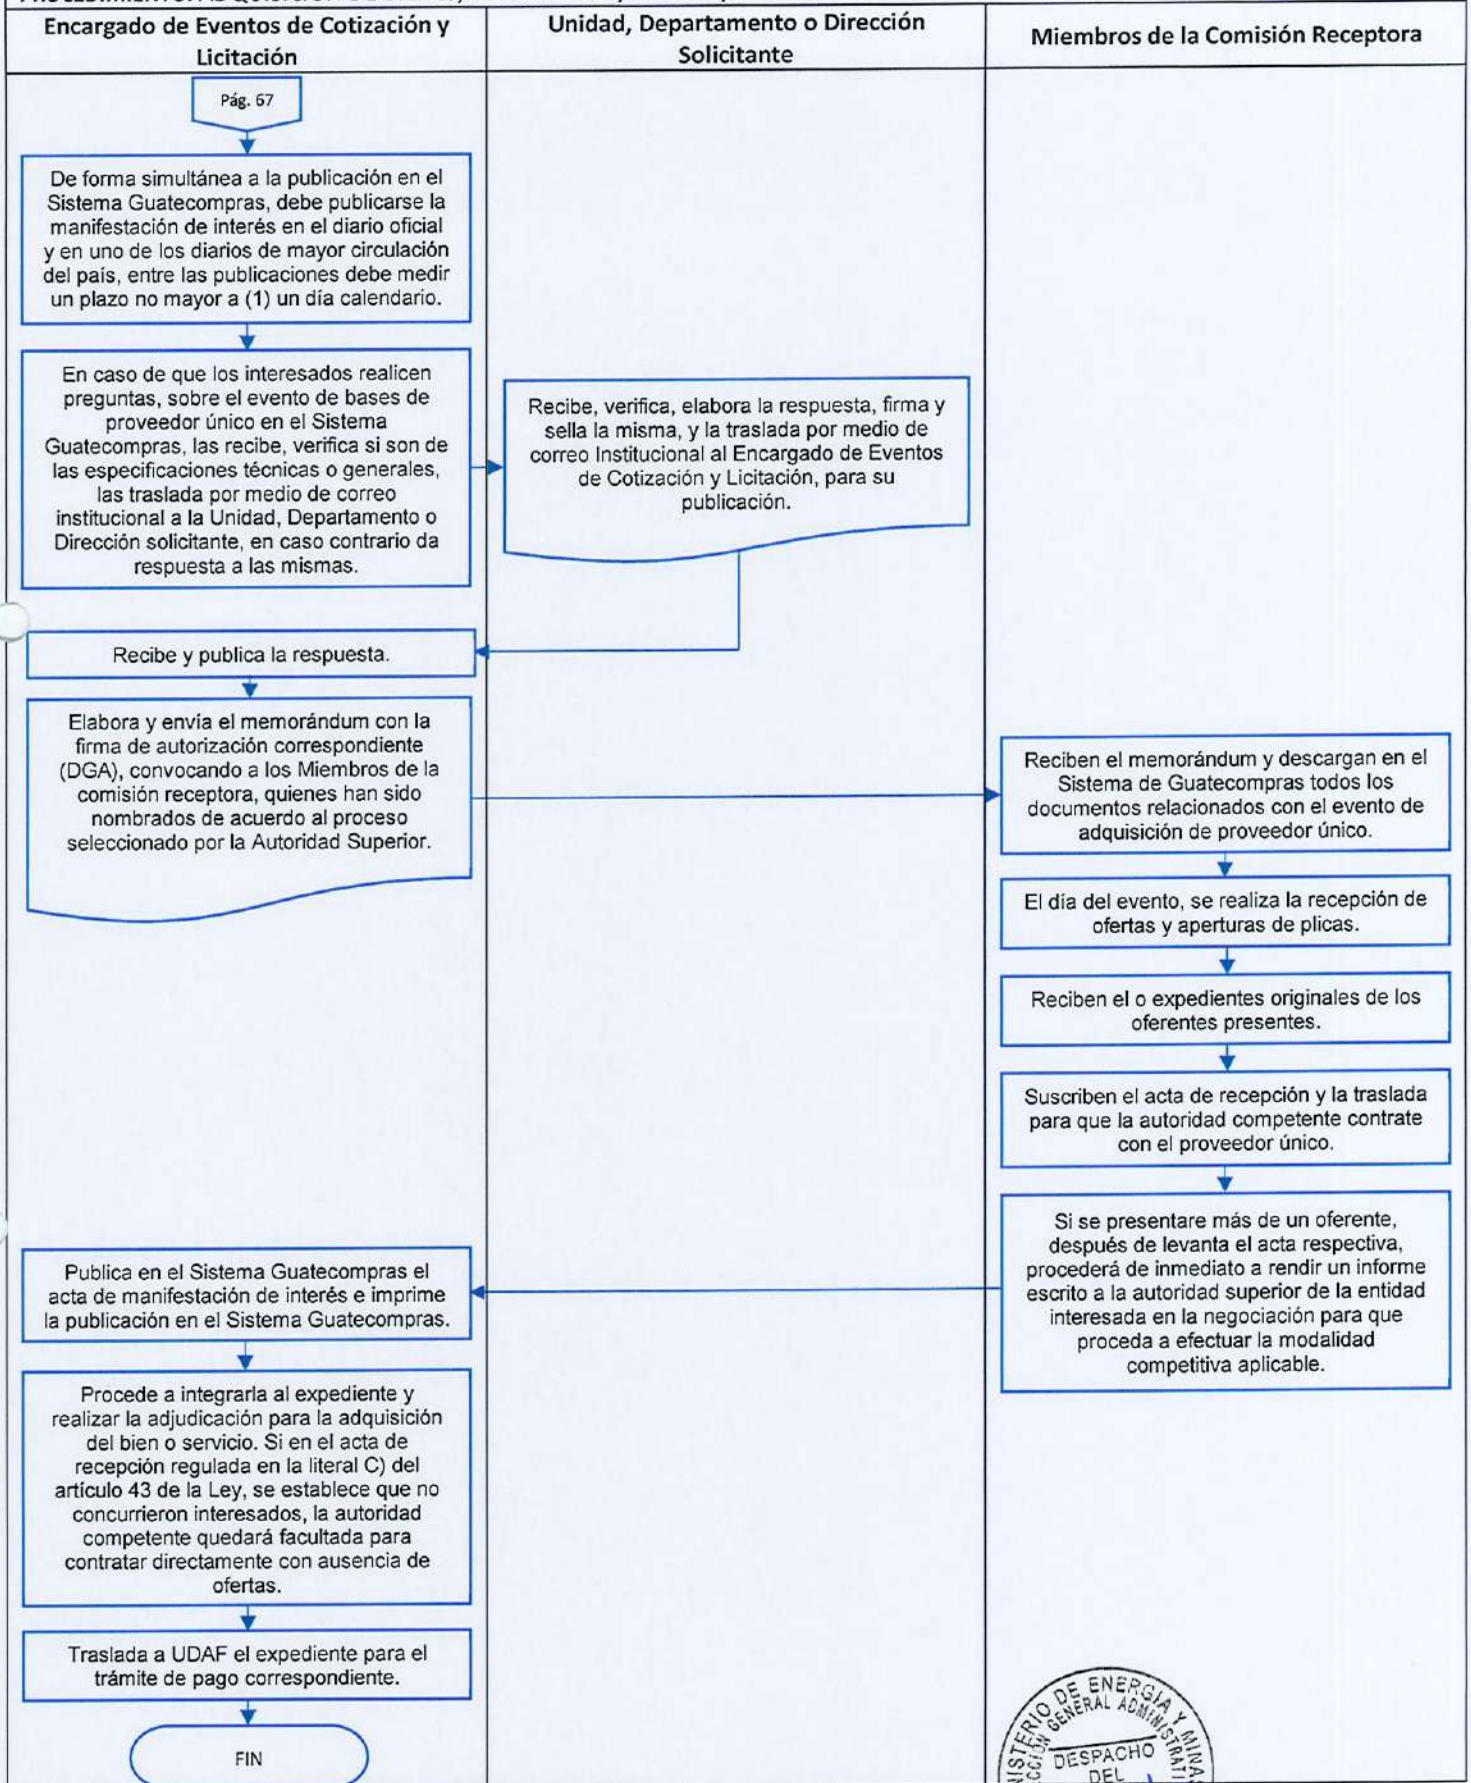 Encargado de Eventos de Cotización y
Licitación
Unidad, Departamento o Dirección
Solicitante
Miembros de la Comisión Receptora
Pág. 67
De forma simultánea a la publicación en el
Sistema Guatecompras, debe publicarse la
manifestación de interés en el diario oficial
y en uno de los diarios de mayor circulación
del país, entre las publicaciones debe medir
un plazo no mayor a (1) un día calendario.
En caso de que los interesados realicen
preguntas, sobre el evento de bases de
proveedor único en el Sistema
Guatecompras, las recibe, verifica si son de
las especificaciones técnicas o generales,
las traslada por medio de correo
institucional a la Unidad, Departamento o
Dirección solicitante, en caso contrario da
respuesta a las mismas.
Recibe, verifica, elabora la respuesta, firma y
sella la misma, y la traslada por medio de
correo Institucional al Encargado de Eventos
de Cotización y Licitación, para su
publicación.
Recibe y publica la respuesta.
Elabora y envía el memorándum con la
firma de autorización correspondiente
(DGA), convocando a los Miembros de la
comisión receptora, quienes han sido
nombrados de acuerdo al proceso
seleccionado por la Autoridad Superior.
Reciben el memorándum y descargan en el
Sistema de Guatecompras todos los
documentos relacionados con el evento de
adquisición de proveedor único.
El día del evento, se realiza la recepción de
ofertas y aperturas de plicas.
Reciben el o expedientes originales de los
oferentes presentes.
Suscriben el acta de recepción y la traslada
para que la autoridad competente contrate
con el proveedor único.
Si se presentare más de un oferente,
después de levanta el acta respectiva,
procederá de inmediato a rendir un informe
escrito a la autoridad superior de la entidad
interesada en la negociación para que
proceda a efectuar la modalidad
competitiva aplicable.
Publica en el Sistema Guatecompras el
acta de manifestación de interés e imprime
la publicación en el Sistema Guatecompras.
Procede a integrarla al expediente y
realizar la adjudicación para la adquisición
del bien o servicio. Si en el acta de
recepción regulada en la literal C) del
artículo 43 de la Ley, se establece que no
concurrieron interesados, la autoridad
competente quedará facultada para
contratar directamente con ausencia de
ofertas.
Traslada a UDAF el expediente para el
trámite de pago correspondiente.
FIN
DE ENERGIA Y MINAS
GENERAL
DESPACHO
DEL